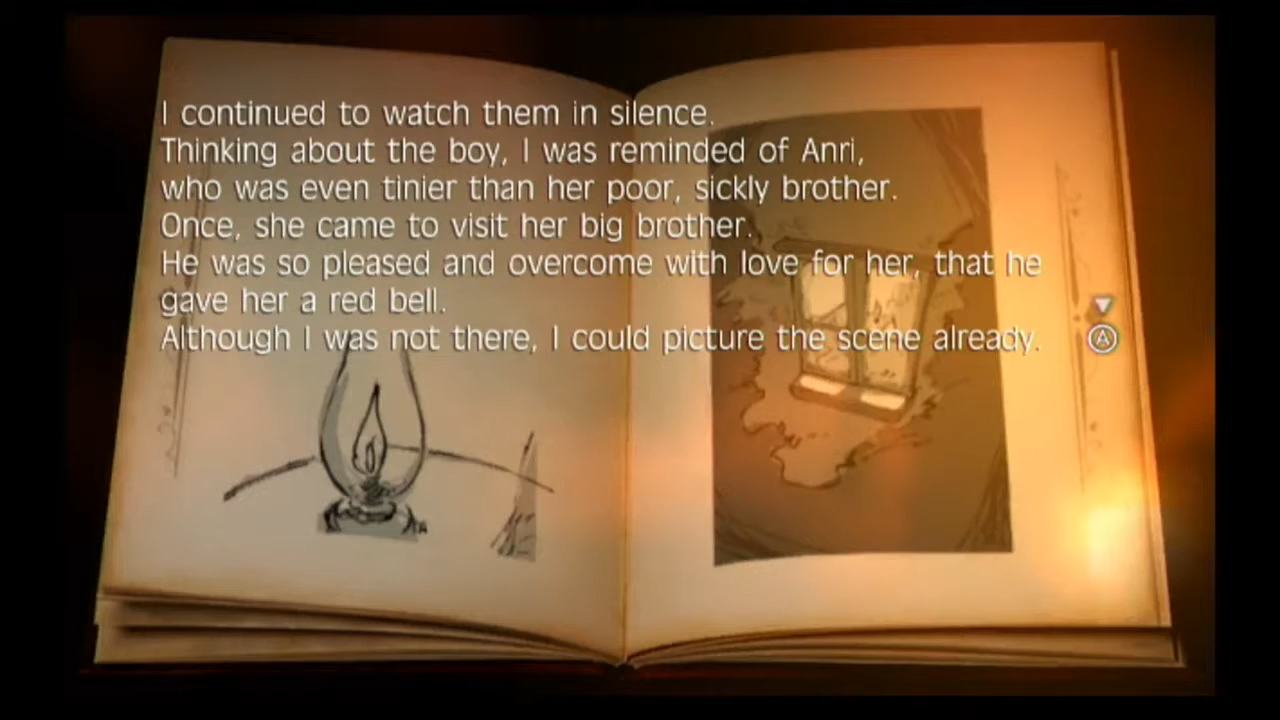 I continued to watch them in silence.
Thinking about the boy, I was reminded of Anri,
who was even tinier than her poor, sickly brother.
Once, she came to visit her big brother.
He was so pleased and overcome with love for her, that he
gave her a red bell.
Although I was not there, I could picture the scene already.
A